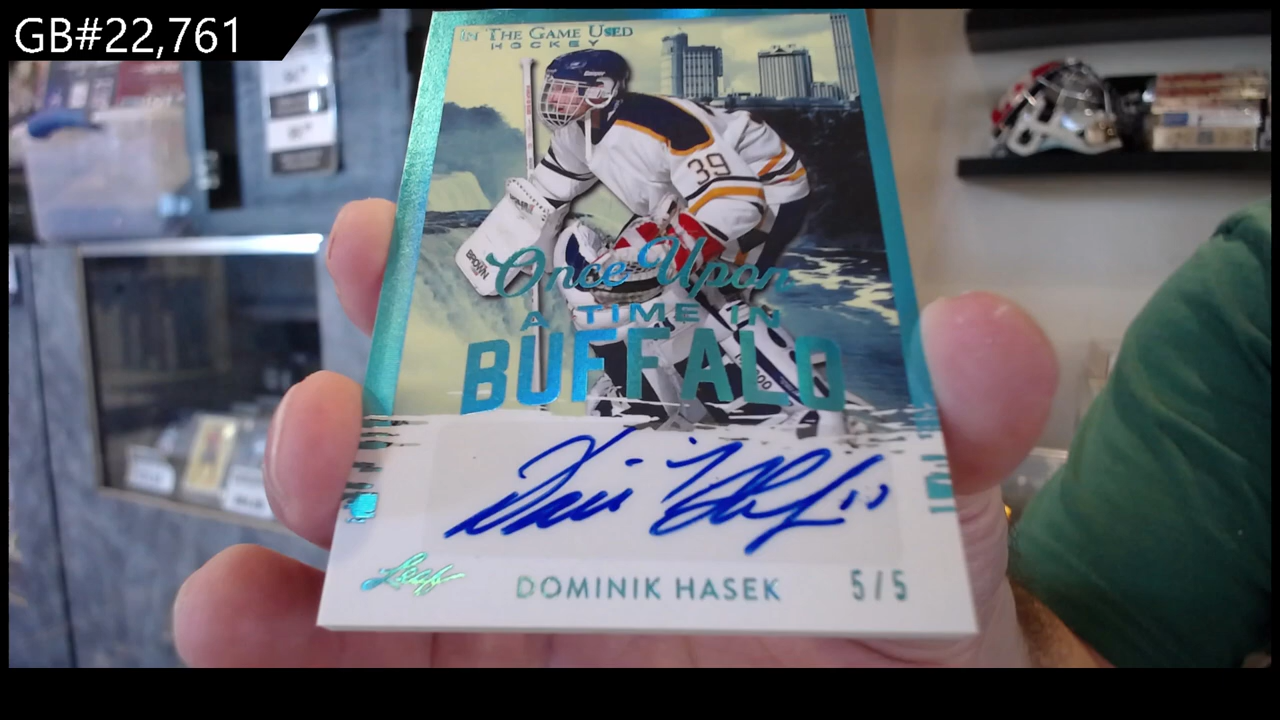 GB#22,761
IN THE GAME USED
HOCKEY
39
BROWN
Once Upon
A TIME IN
BUFFALO
Leaf
DOMINIK HASEK
5/5